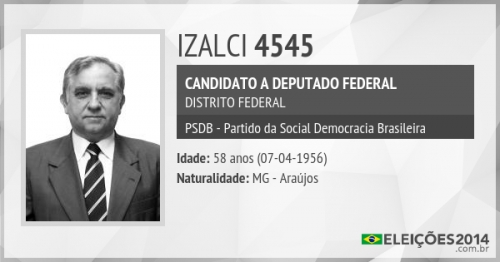 IZALCI 4545
CANDIDATO A DEPUTADO FEDERAL
DISTRITO FEDERAL
PSDB - Partido da Social Democracia Brasileira
Idade: 58 anos (07-04-1956)
Naturalidade: MG - Araújos
ELEIÇÕES2014
.com.br